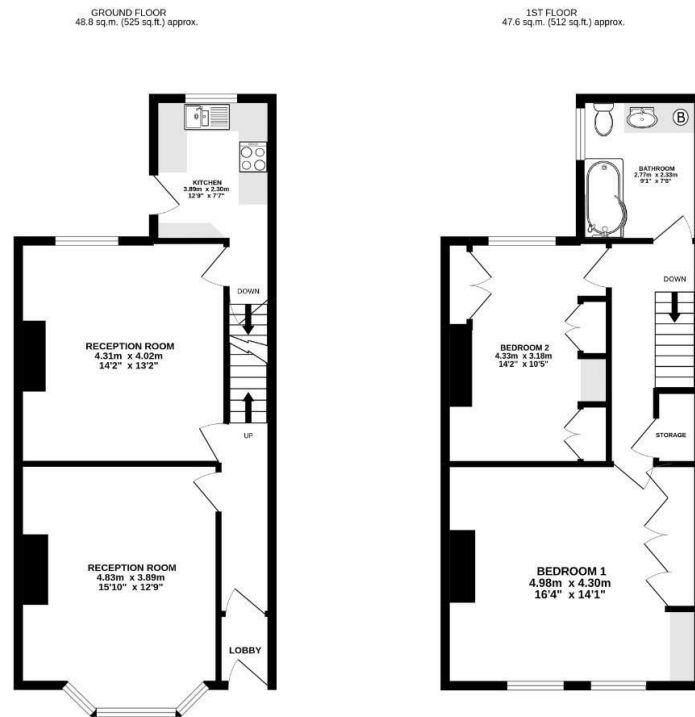 GROUND FLOOR
48.8 sq.m. (525 sq.ft.) approx.
KITCHEN
3.89m x 2.30m
12'9" x 7'7"
DOWN
RECEPTION ROOM
4.31m x 4.02m
14'2" x 13'2"
UP
RECEPTION ROOM
4.83m x 3.89m
15'10" x 12'9"
LOBBY
1ST FLOOR
47.6 sq.m. (512 sq.ft.) approx.
B
BATHROOM
2.77m x 2.33m
9'1" x 7'8"
DOWN
BEDROOM 2
4.33m x 3.18m
14'2" x 10'5"
STORAGE
BEDROOM 1
4.98m x 4.30m
16'4" x 14'1"